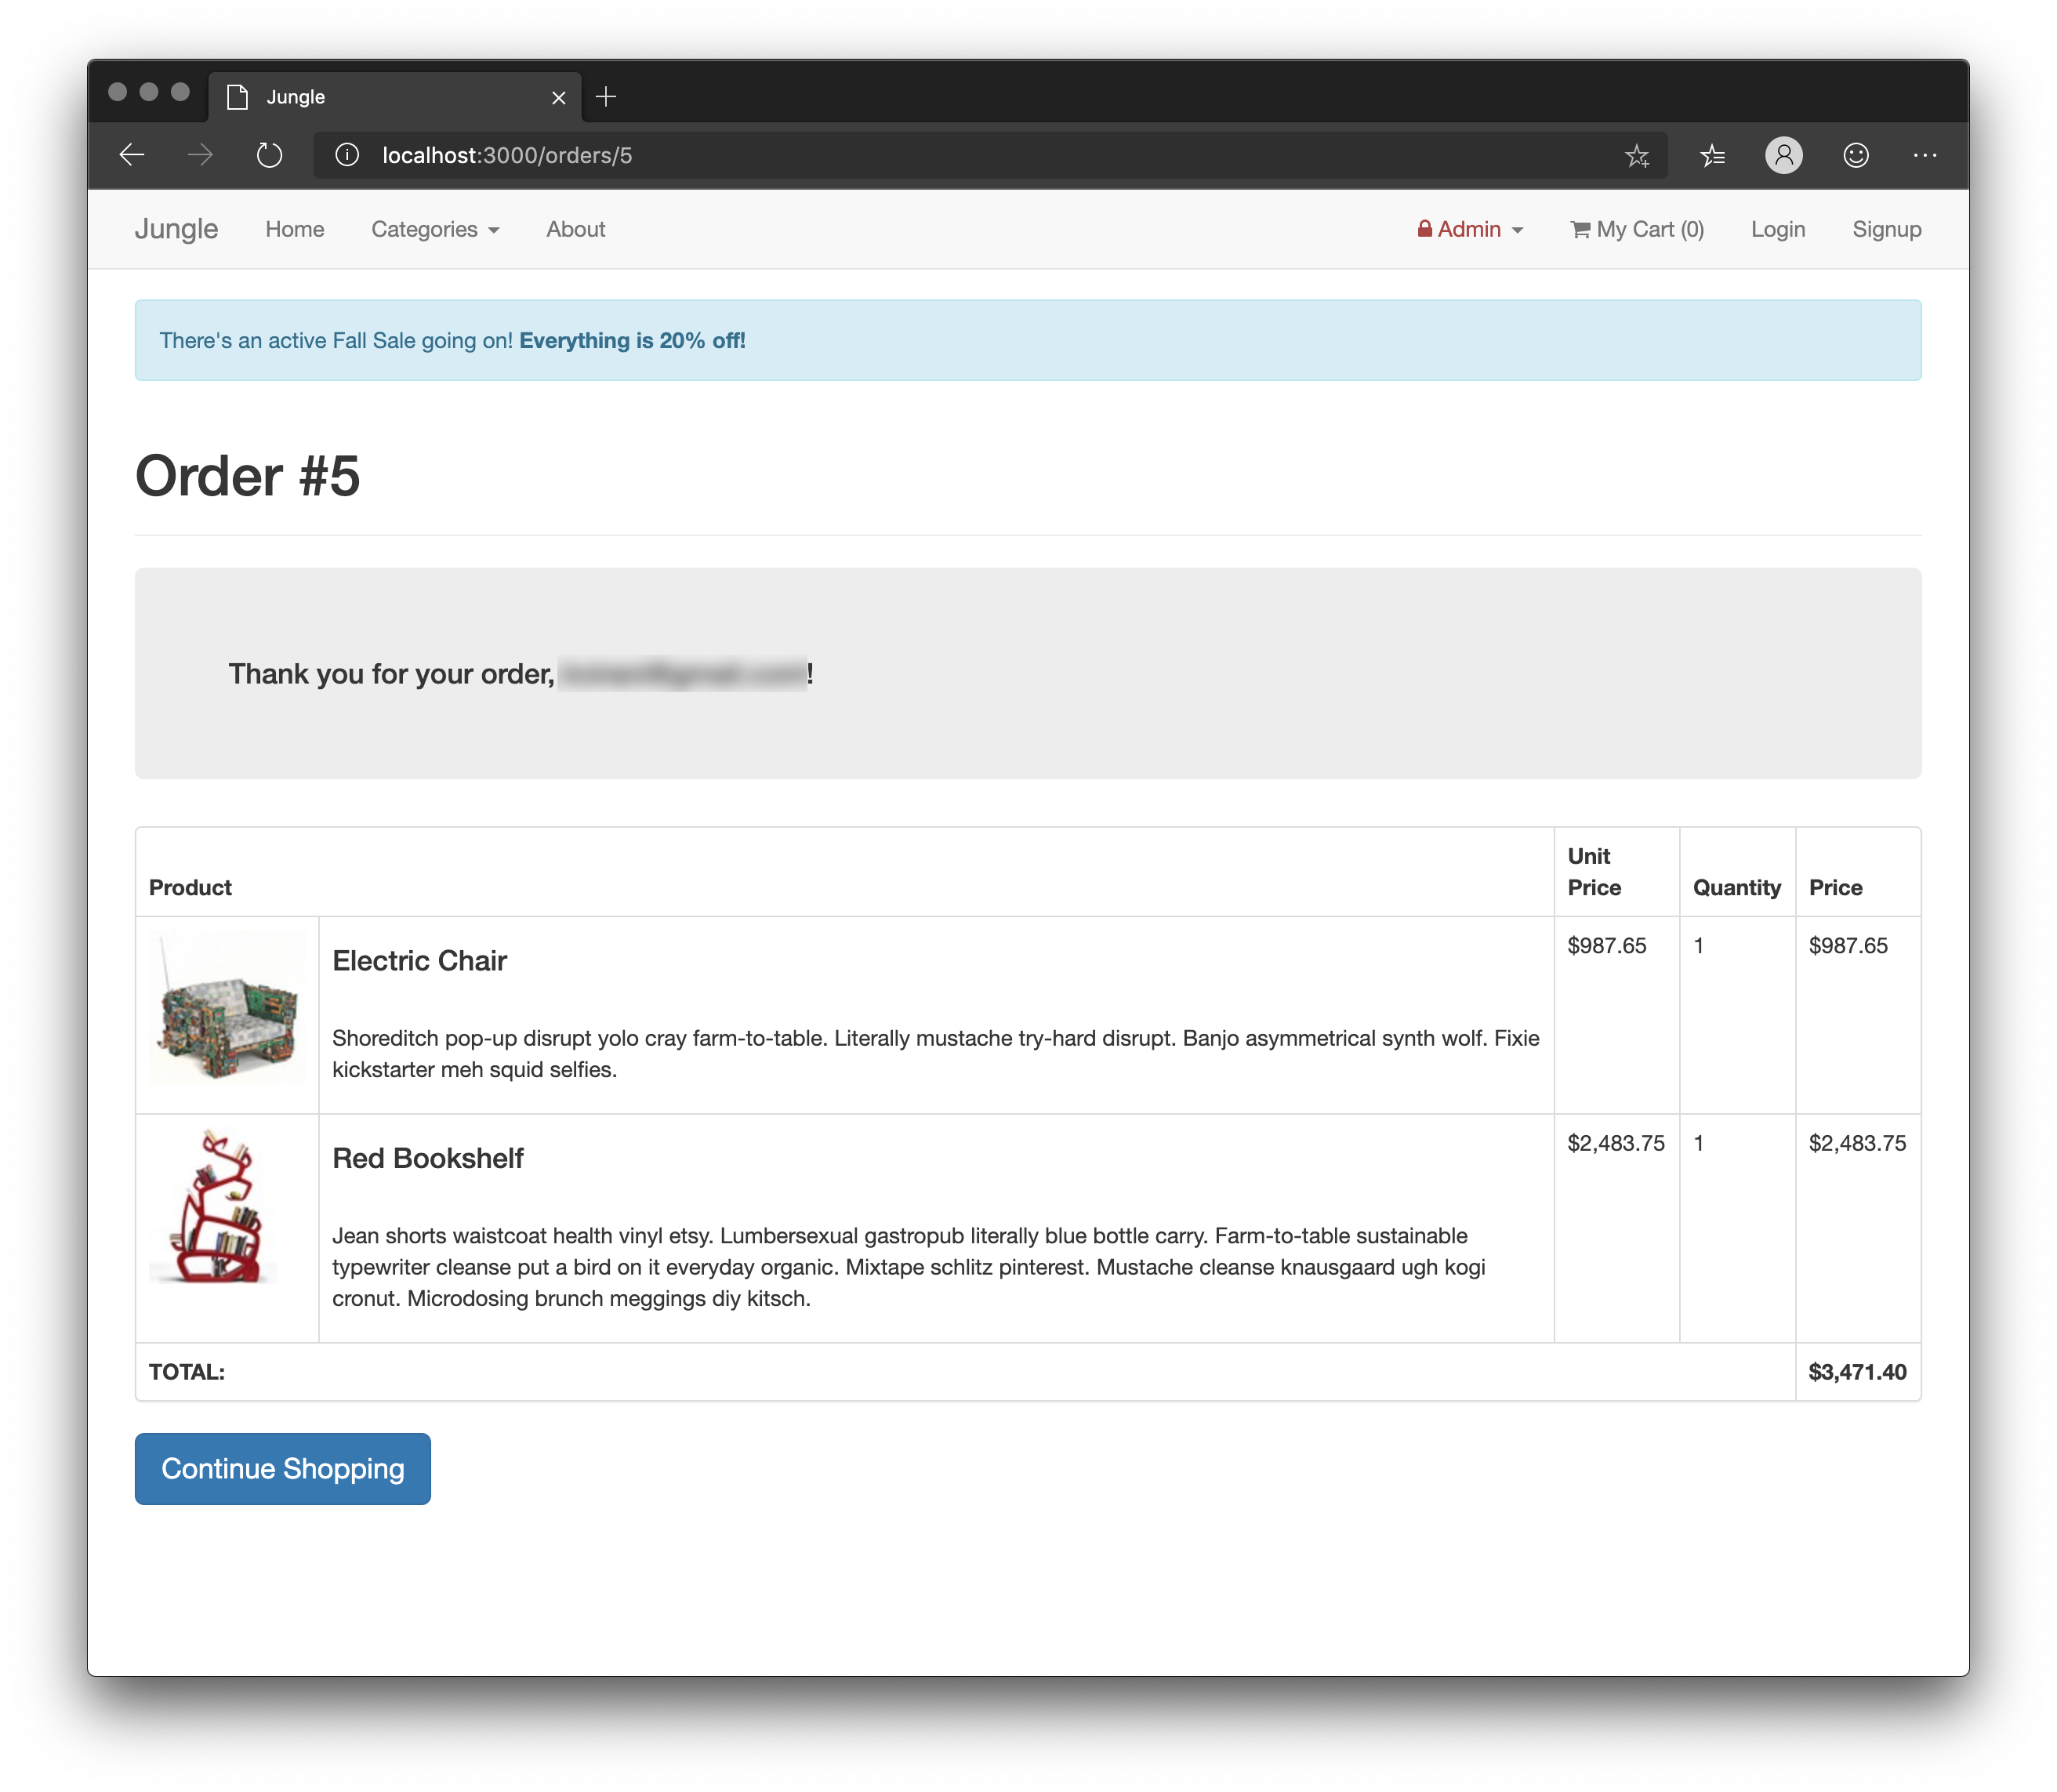 Jungle
localhost:3000/orders/5
Jungle Home Categories About Admin My Cart (0) Login Signup
There's an active Fall Sale going on! Everything is 20% off!
Order #5
Thank you for your order, !
Product Unit Price Quantity Price
Electric Chair $987.65 1 $987.65
Shoreditch pop-up disrupt yolo cray farm-to-table. Literally mustache try-hard disrupt. Banjo asymmetrical synth wolf. Fixie
kickstarter meh squid selfies.
Red Bookshelf $2,483.75 1 $2,483.75
Jean shorts waistcoat health vinyl etsy. Lumbersexual gastropub literally blue bottle carry. Farm-to-table sustainable
typewriter cleanse put a bird on it everyday organic. Mixtape schlitz pinterest. Mustache cleanse knausgaard ugh kogi
cronut. Microdosing brunch meggings diy kitsch.
TOTAL: $3,471.40
Continue Shopping